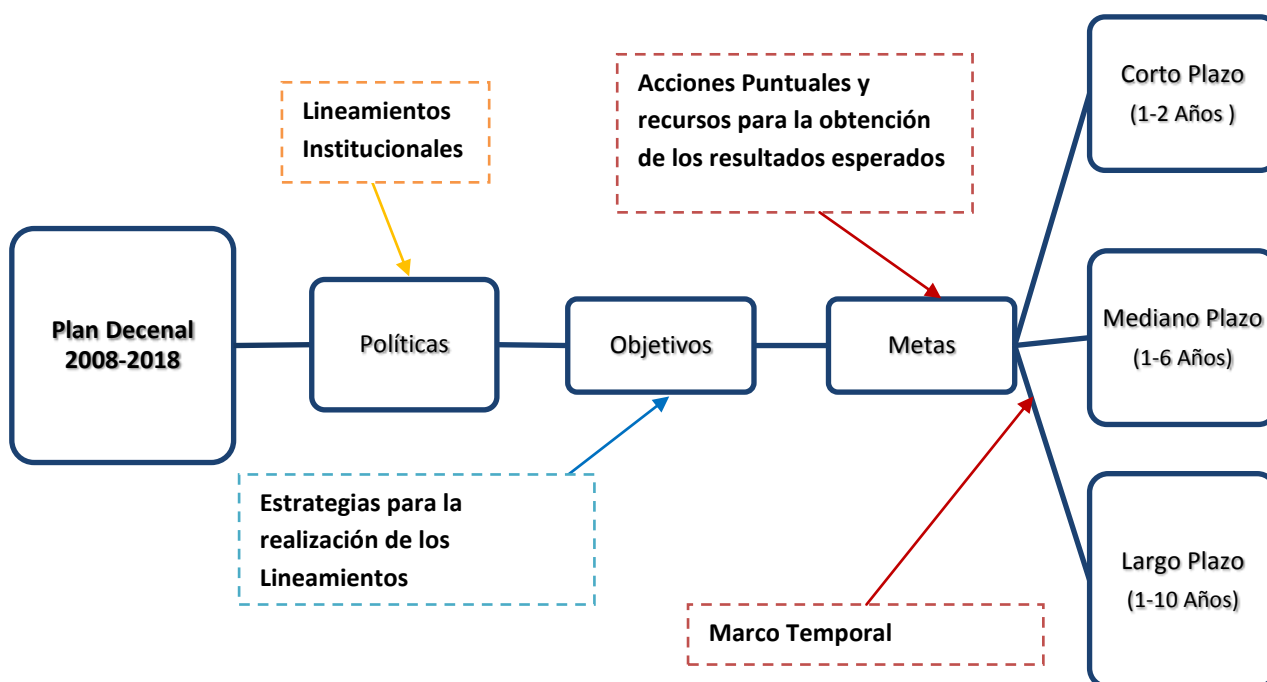 Plan Decenal
2008-2018
Lineamientos
Institucionales
Políticas
Estrategias para la
realización de los
Lineamientos
Objetivos
Acciones Puntuales y
recursos para la obtención
de los resultados esperados
Metas
Marco Temporal
Corto Plazo
(1-2 Años )
Mediano Plazo
(1-6 Años)
Largo Plazo
(1-10 Años)